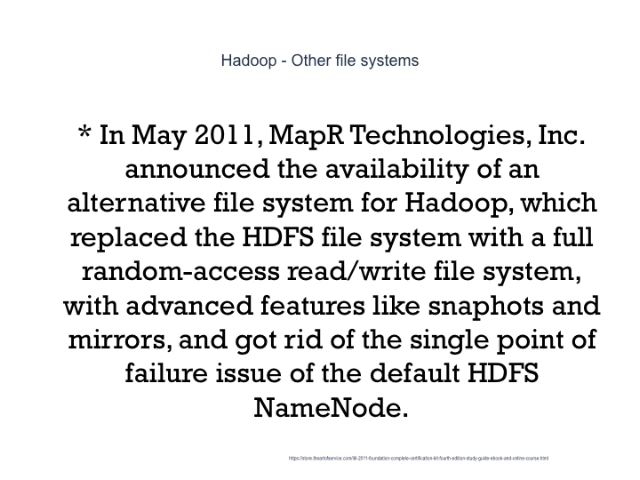 Hadoop - Other file systems
* In May 2011, MapR Technologies, Inc.
announced the availability of an
alternative file system for Hadoop, which
replaced the HDFS file system with a full
random-access read/write file system,
with advanced features like snaphots and
mirrors, and got rid of the single point of
failure issue of the default HDFS
NameNode.